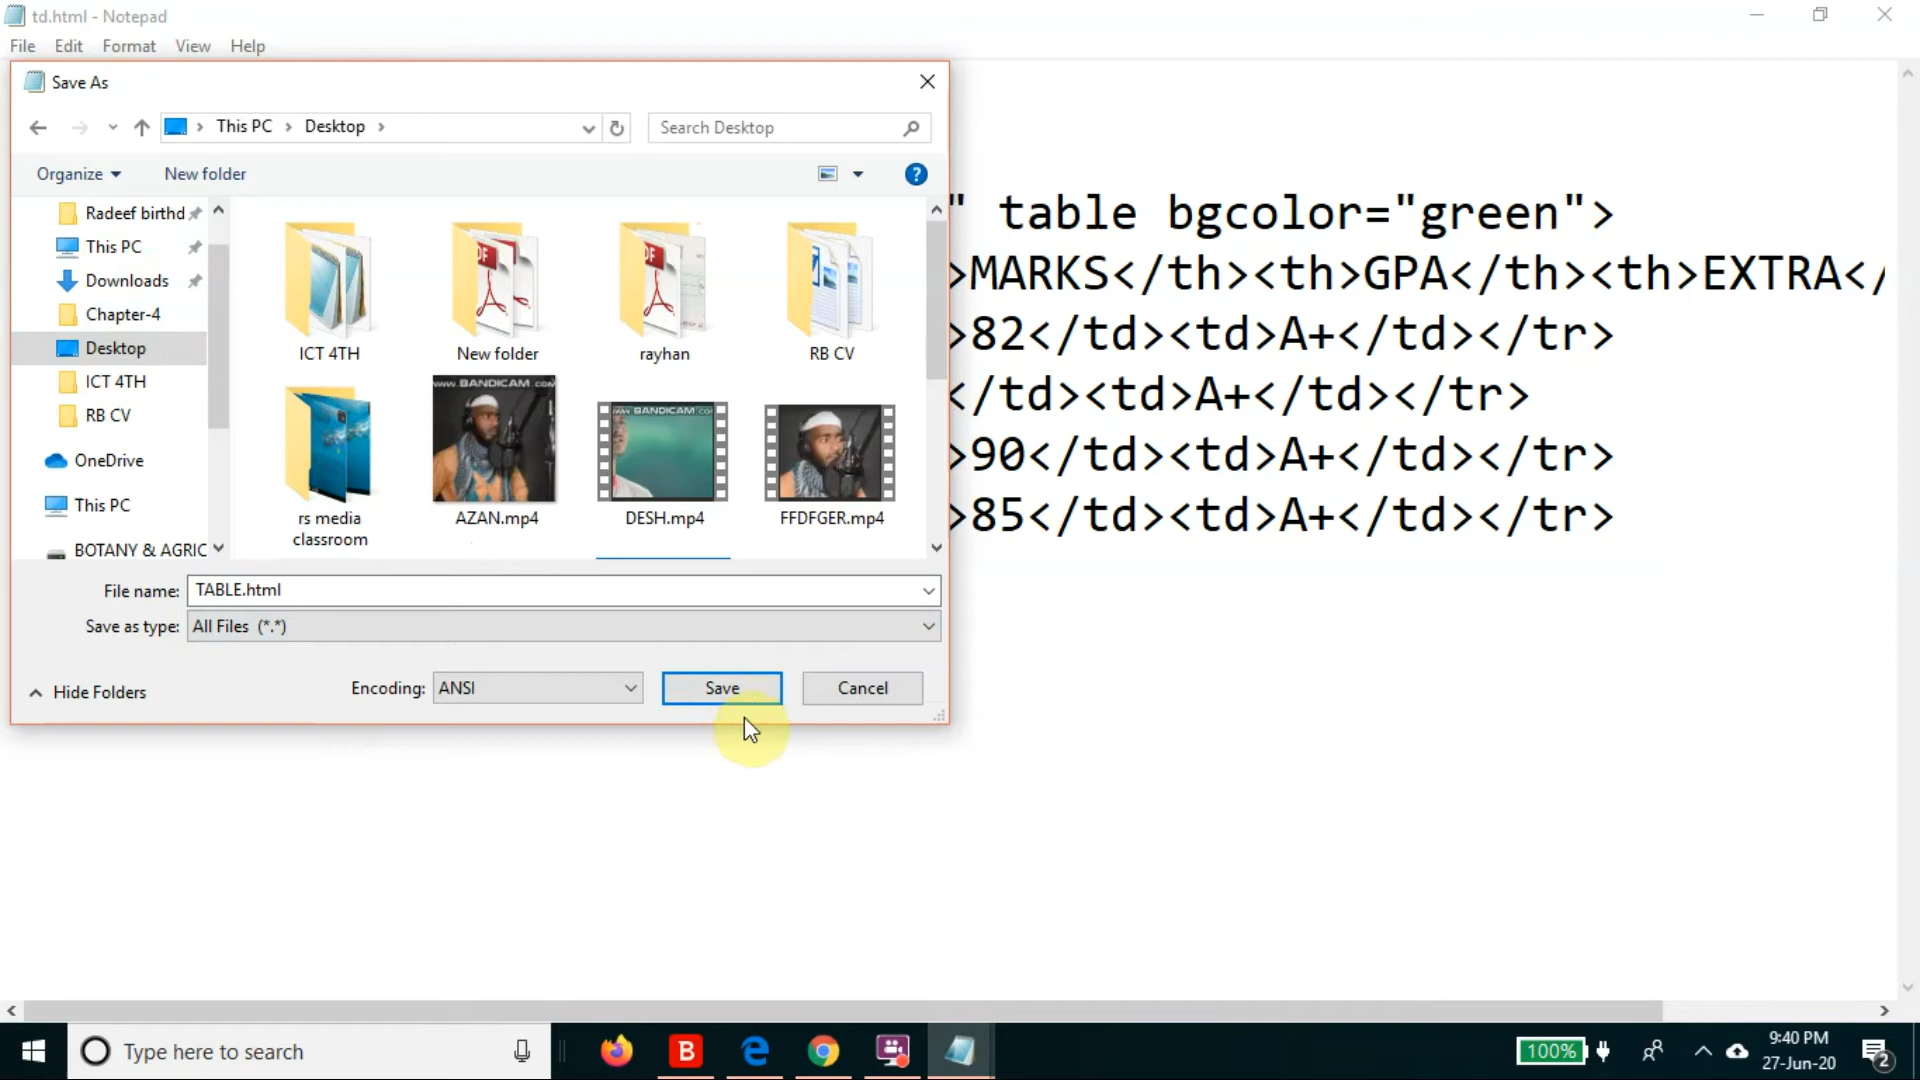 td.html - Notepad
File Edit Format View Help
Save As
This PC Desktop
Search Desktop
Organize New folder
Radeef birthd
This PC
Downloads
Chapter-4
Desktop
ICT 4TH
RB CV
OneDrive
This PC
BOTANY & AGRIC
ICT 4TH
New folder
rayhan
RB CV
rs media
classroom
AZAN.mp4
DESH.mp4
FFDFGER.mp4
WWW.BANDICAM.COM
File name: TABLE.html
Save as type: All Files (*.*)
Hide Folders
Encoding: ANSI
Save
Cancel
" table bgcolor="green">
>MARKS</th><th>GPA</th><th>EXTRA</
>82</td><td>A+</td></tr>
</td><td>A+</td></tr>
>90</td><td>A+</td></tr>
>85</td><td>A+</td></tr>
Type here to search
B
100%
9:40 PM
27-Jun-20
2